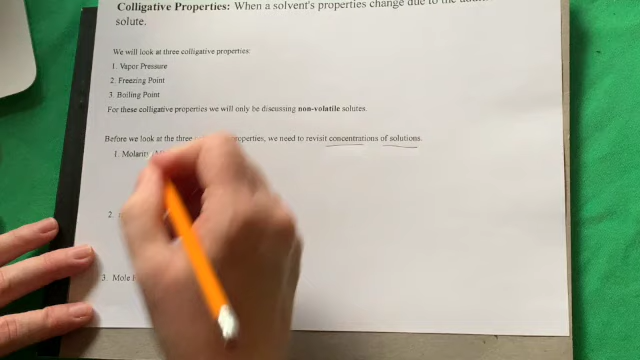 Colligative Properties: When a solvent's properties change due to the
solute.
We will look at three colligative properties:
1. Vapor Pressure
2. Freezing Point
3. Boiling Point
For these colligative properties we will only be discussing non-volatile solutes.
Before we look at the three properties, we need to revisit concentrations of solutions.
1. Molarity
2.
3. Mole